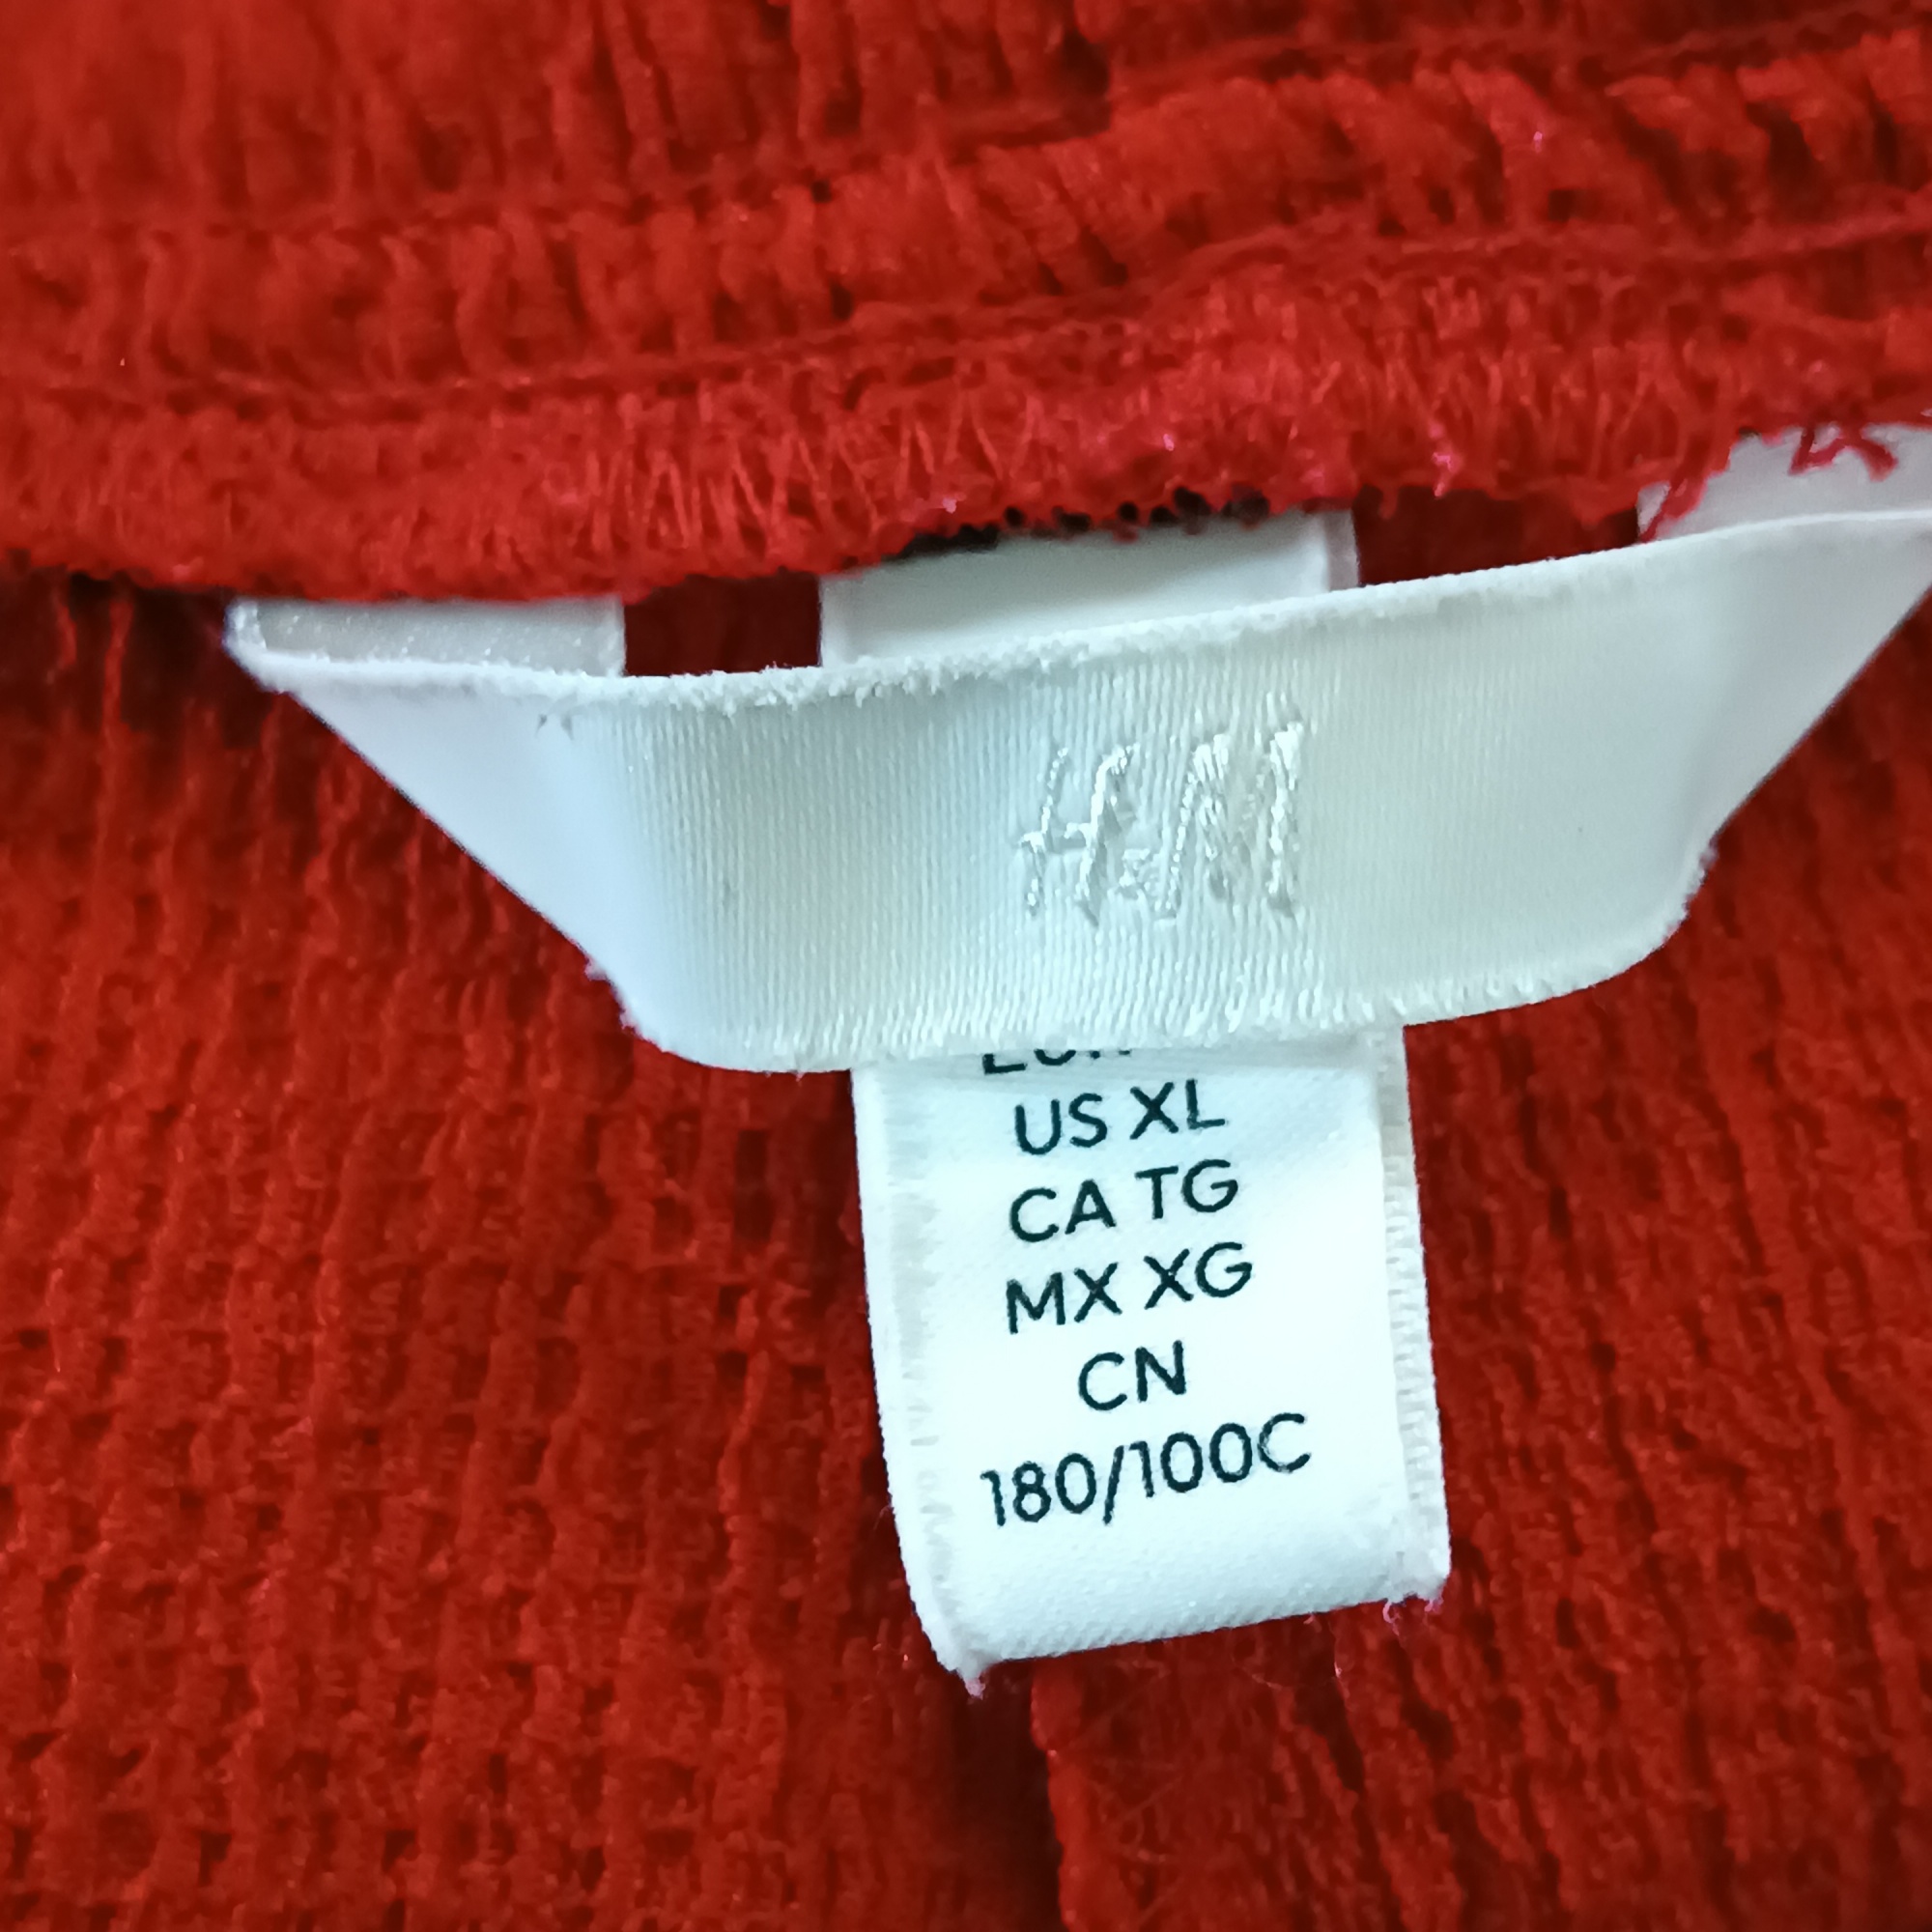 H&M
US XL
CA TG
MX XG
CN
180/100C